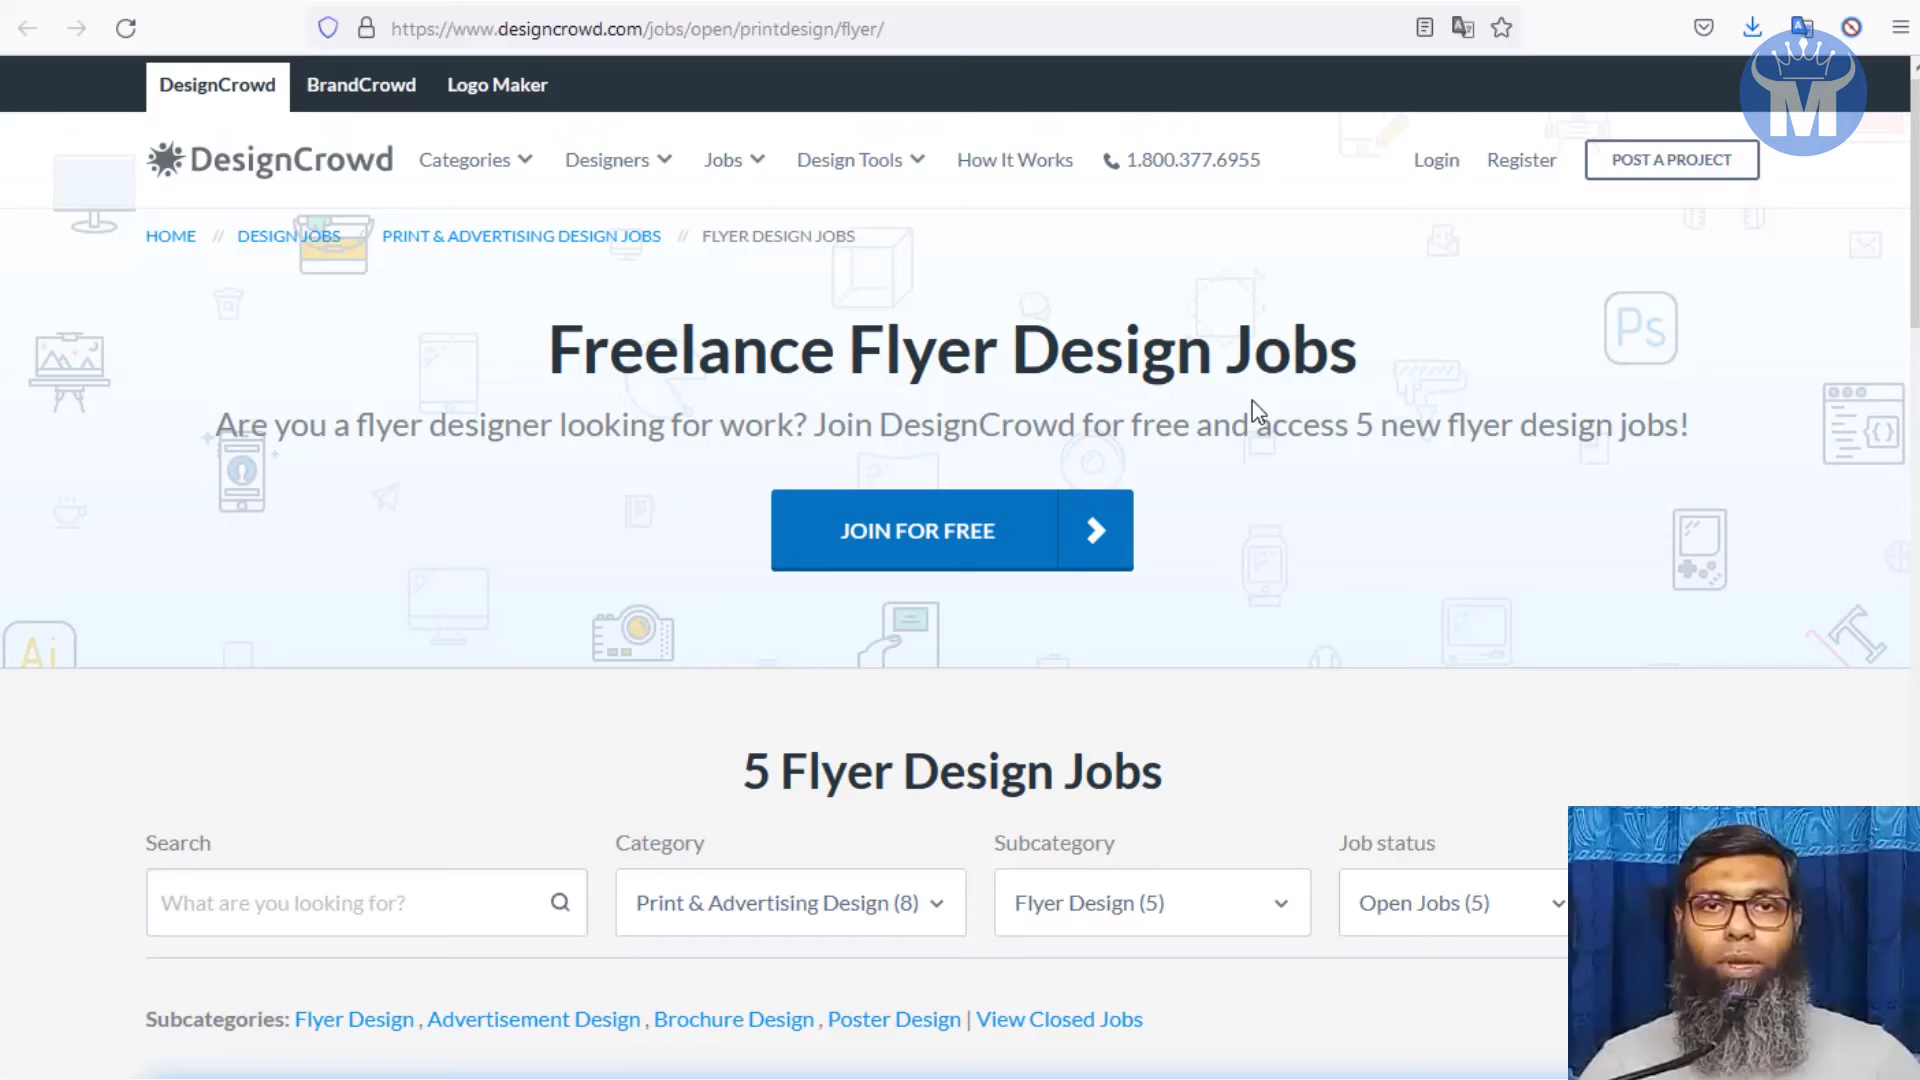 https://www.designcrowd.com/jobs/open/printdesign/flyer/
DesignCrowd BrandCrowd Logo Maker
M
DesignCrowd Categories Designers Jobs Design Tools How It Works 1.800.377.6955 Login Register POST A PROJECT
HOME // DESIGN JOBS // PRINT & ADVERTISING DESIGN JOBS // FLYER DESIGN JOBS
Freelance Flyer Design Jobs
Ps
Are you a flyer designer looking for work? Join DesignCrowd for free and access 5 new flyer design jobs!
JOIN FOR FREE
Ai
5 Flyer Design Jobs
Search Category Subcategory Job status
What are you looking for? Print & Advertising Design (8) Flyer Design (5) Open Jobs (5)
Subcategories: Flyer Design , Advertisement Design , Brochure Design , Poster Design | View Closed Jobs